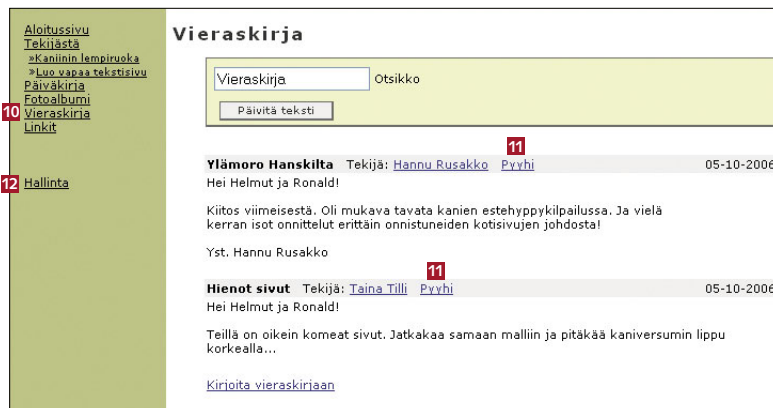 Aloitussivu
Tekijästä
»Kaniinin lempiruoka
»Luo vapaa tekstisivu
Päiväkirja
Fotoalbumi
10 Vieraskirja
Linkit
12 Hallinta
Vieraskirja
Vieraskirja Otsikko
Päivitä teksti
11
Ylämoro Hanskilta Tekijä: Hannu Rusakko Pyyhi 05-10-2006
Hei Helmut ja Ronald!
Kiitos viimeisestä. Oli mukava tavata kanien estehyppykilpailussa. Ja vielä
kerran isot onnittelut erittäin onnistuneiden kotisivujen johdosta!
Yst. Hannu Rusakko
11
Hienot sivut Tekijä: Taina Tilli Pyyhi 05-10-2006
Hei Helmut ja Ronald!
Teillä on oikein komeat sivut. Jatkakaa samaan malliin ja pitäkää kaniversumin lippu
korkealla...
Kirjoita vieraskirjaan